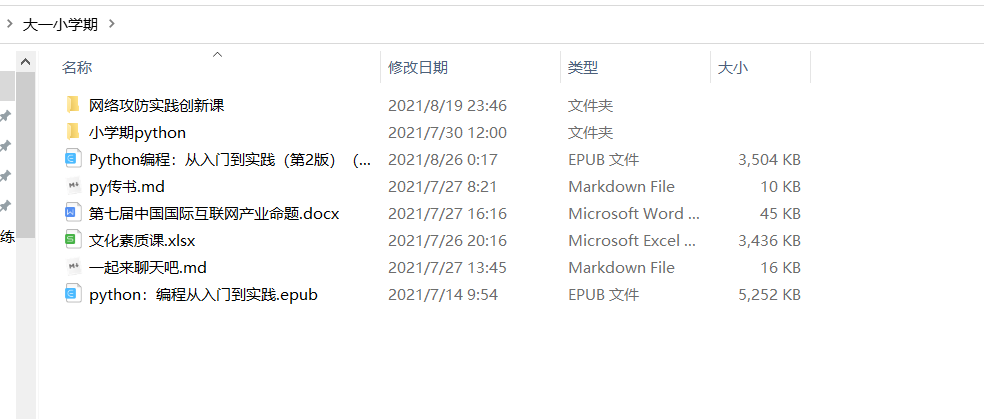 大一小学期
名称 修改日期 类型 大小
网络攻防实践创新课 2021/8/19 23:46 文件夹
小学期python 2021/7/30 12:00 文件夹
Python编程：从入门到实践（第2版）（... 2021/8/26 0:17 EPUB 文件 3,504 KB
py传书.md 2021/7/27 8:21 Markdown File 10 KB
第七届中国国际互联网产业命题.docx 2021/7/27 16:16 Microsoft Word ... 45 KB
文化素质课.xlsx 2021/7/26 20:16 Microsoft Excel ... 3,436 KB
一起来聊天吧.md 2021/7/27 13:45 Markdown File 16 KB
python：编程从入门到实践.epub 2021/7/14 9:54 EPUB 文件 5,252 KB
练